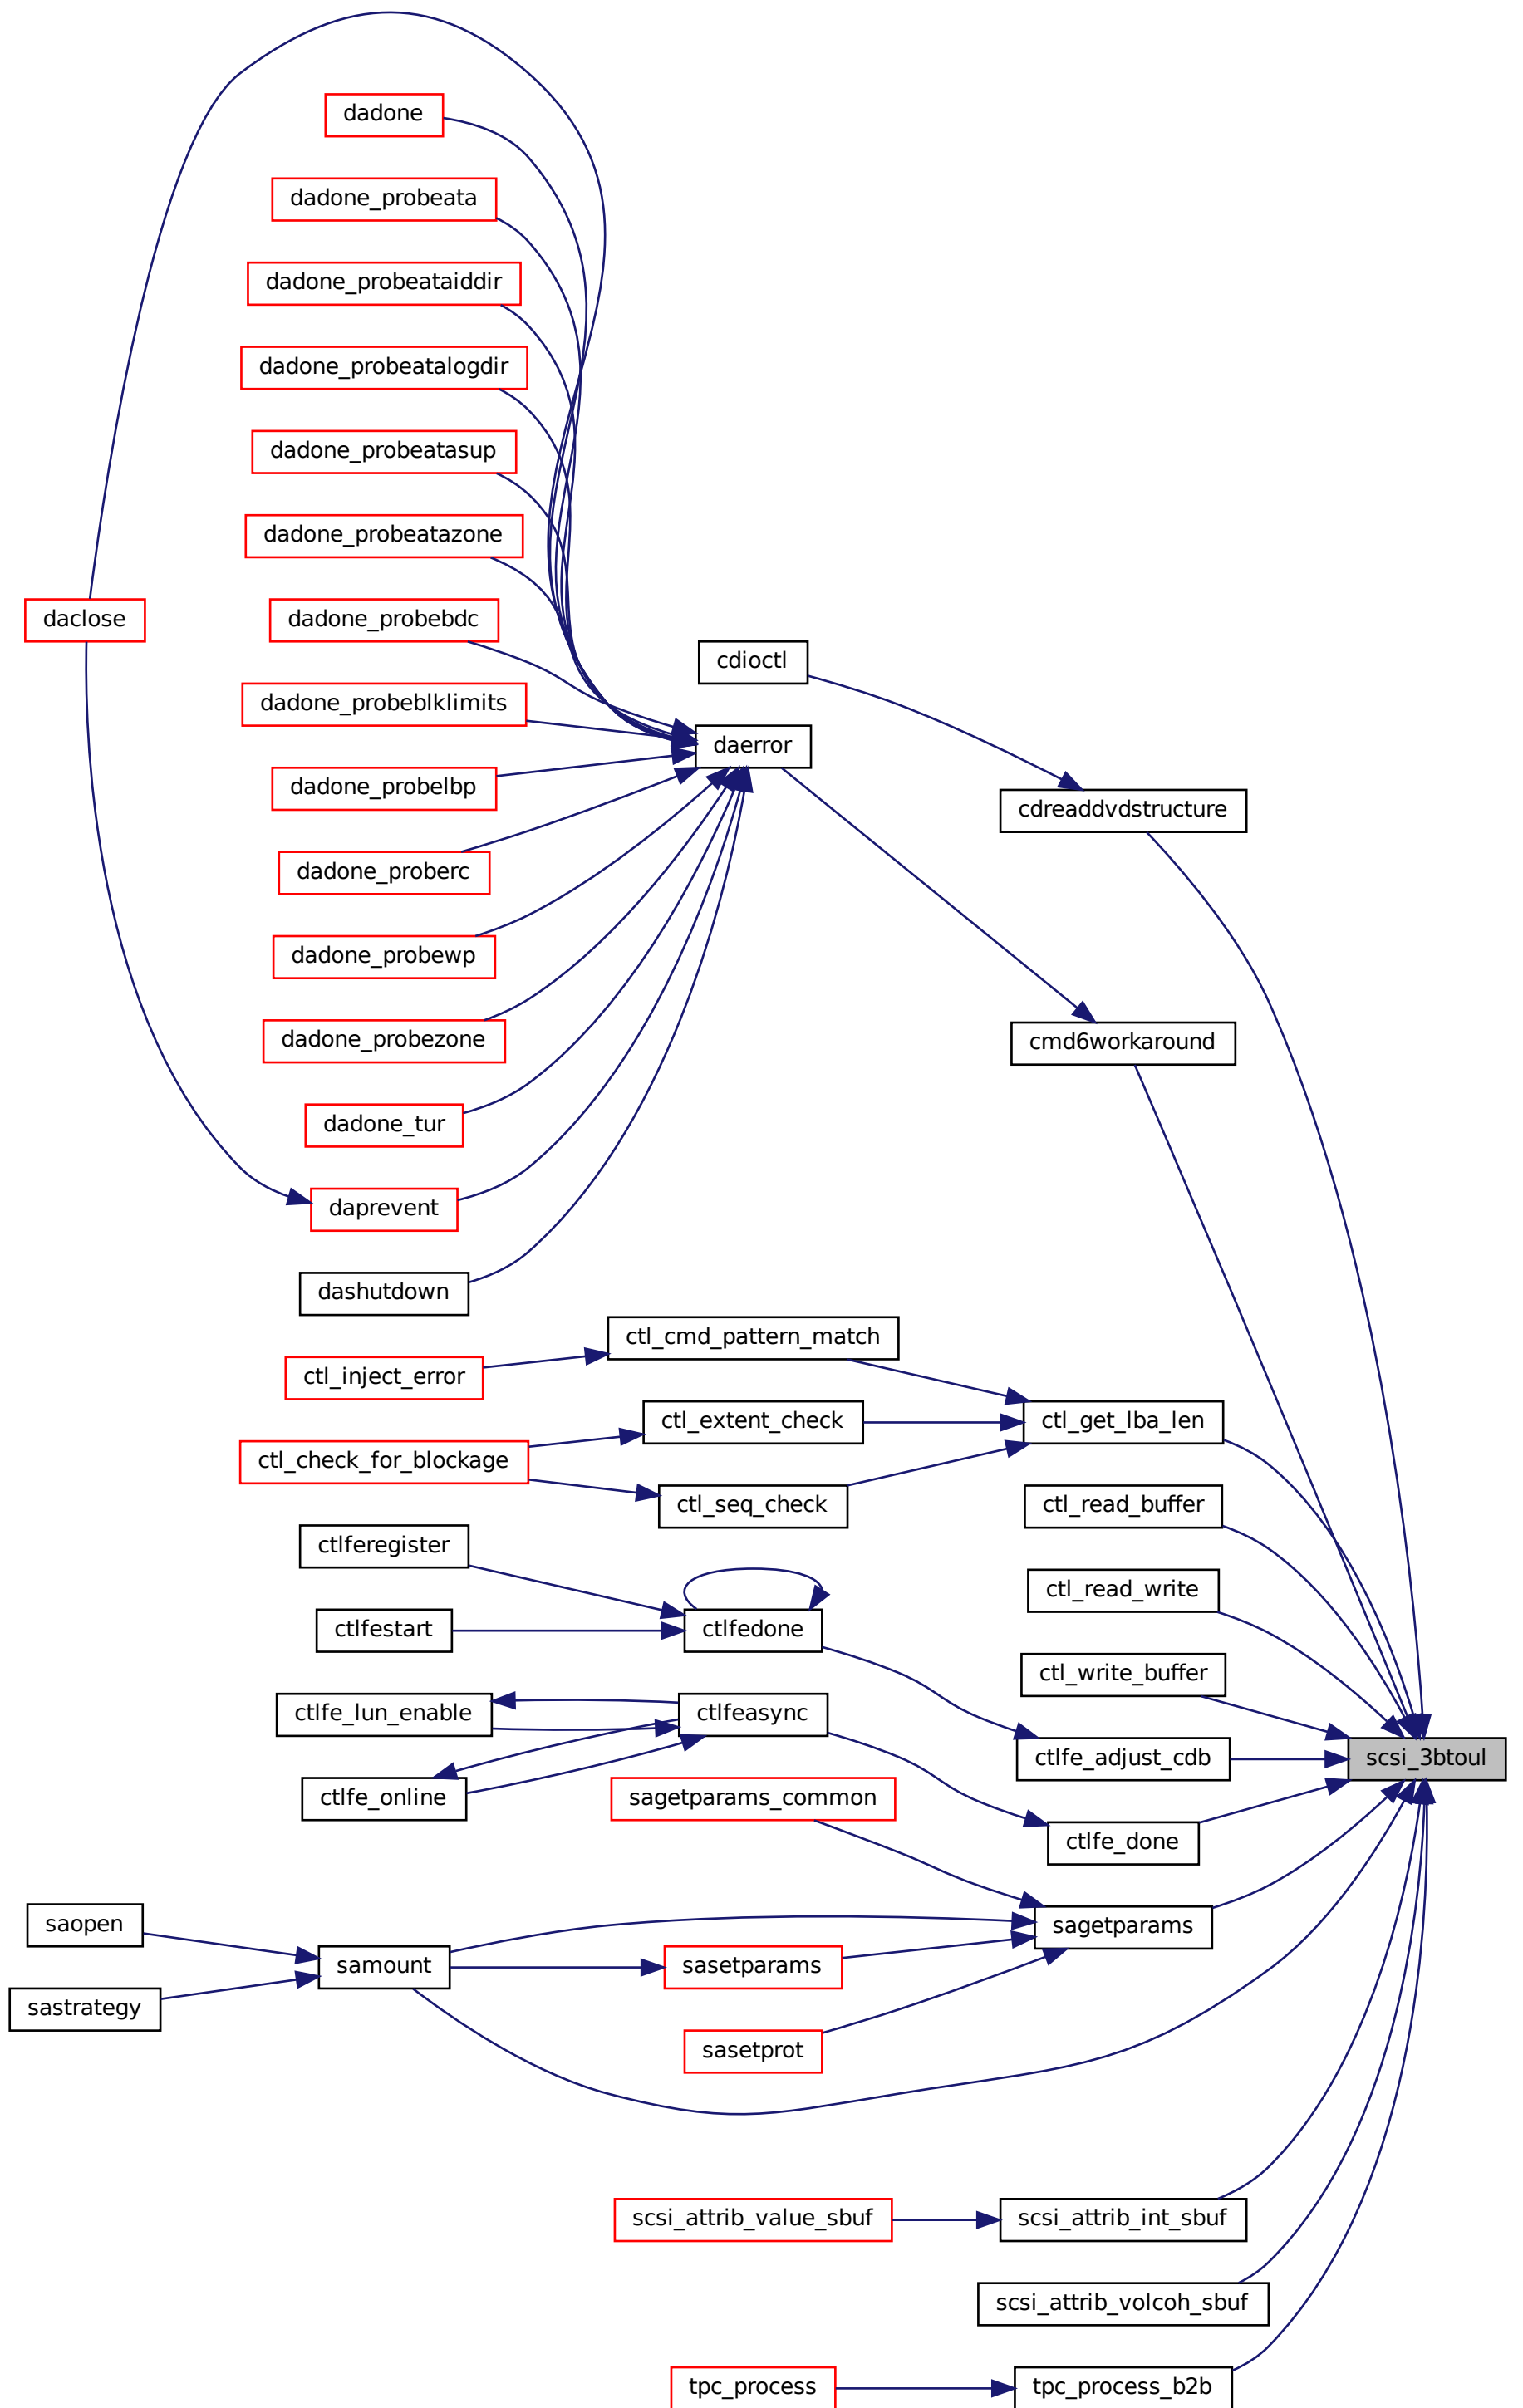 dadone
dadone_probeata
dadone_probeataiddir
dadone_probeatalogdir
dadone_probeatasup
dadone_probeatazone
daclose
dadone_probebdc
cdioctl
dadone_probeblklimits
daerror
dadone_probelbp
cdreaddvdstructure
dadone_proberc
dadone_probewp
dadone_probezone
cmd6workaround
dadone_tur
daprevent
dashutdown
ctl_cmd_pattern_match
ctl_inject_error
ctl_extent_check
ctl_get_lba_len
ctl_check_for_blockage
ctl_seq_check
ctl_read_buffer
ctlferegister
ctl_read_write
ctlfestart
ctlfedone
ctl_write_buffer
ctlfe_lun_enable
ctlfeasync
ctlfe_adjust_cdb
scsi_3btoul
ctlfe_online
sagetparams_common
ctlfe_done
saopen
sagetparams
samount
sasetparams
sastrategy
sasetprot
scsi_attrib_value_sbuf
scsi_attrib_int_sbuf
scsi_attrib_volcoh_sbuf
tpc_process
tpc_process_b2b